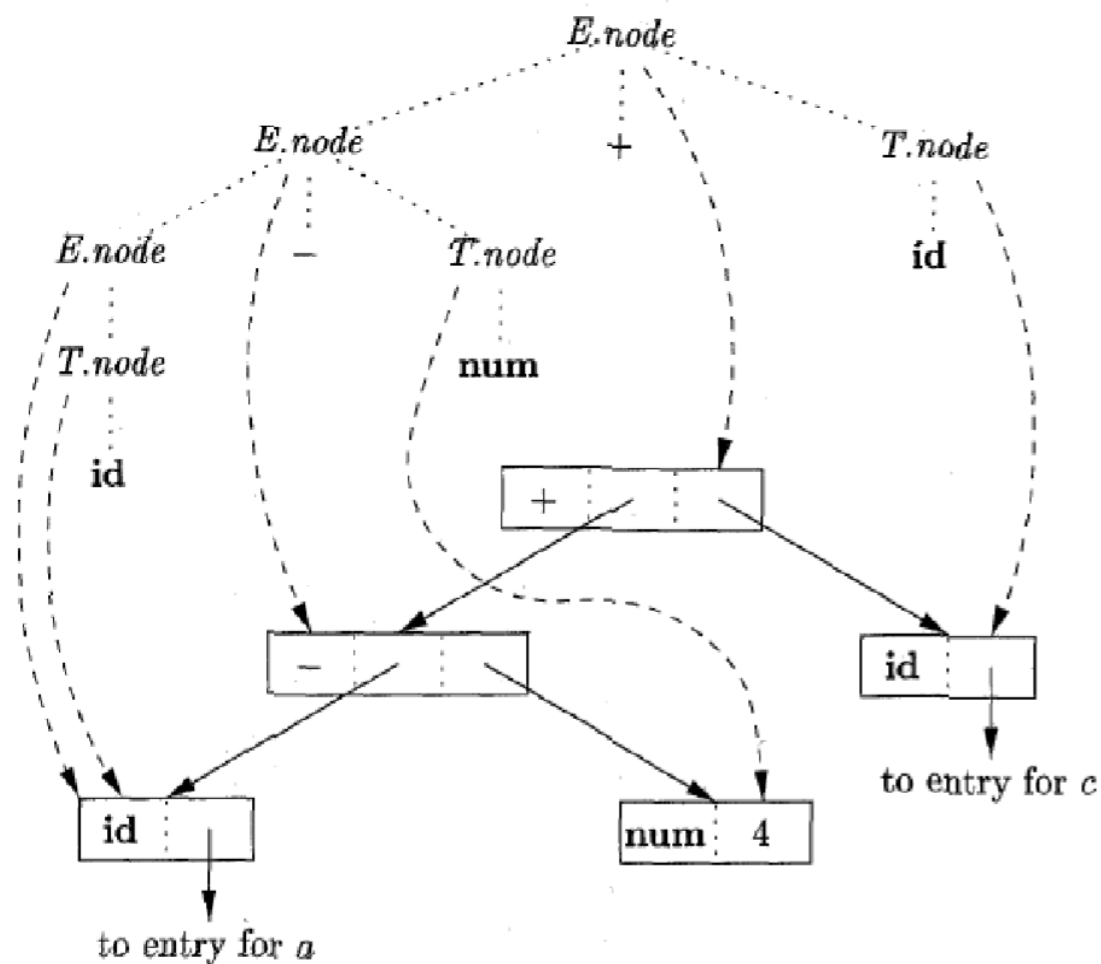 E.node
E.node + T.node
E.node − T.node id
T.node num
id
+
− id
to entry for c
id num 4
to entry for a